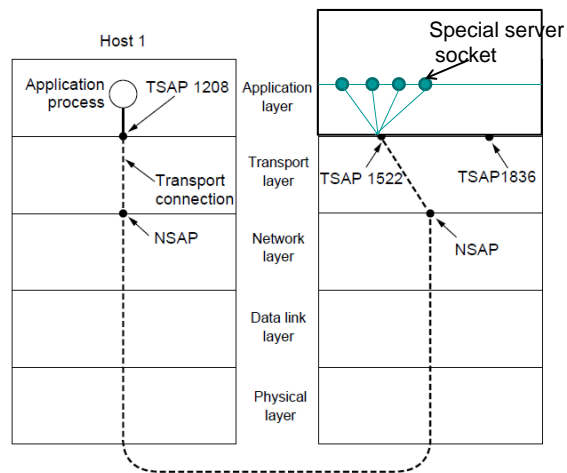 Host 1
Special server
socket
Application
process
TSAP 1208
Application
layer
Transport
connection
Transport
layer
TSAP 1522
TSAP1836
NSAP
Network
layer
NSAP
Data link
layer
Physical
layer